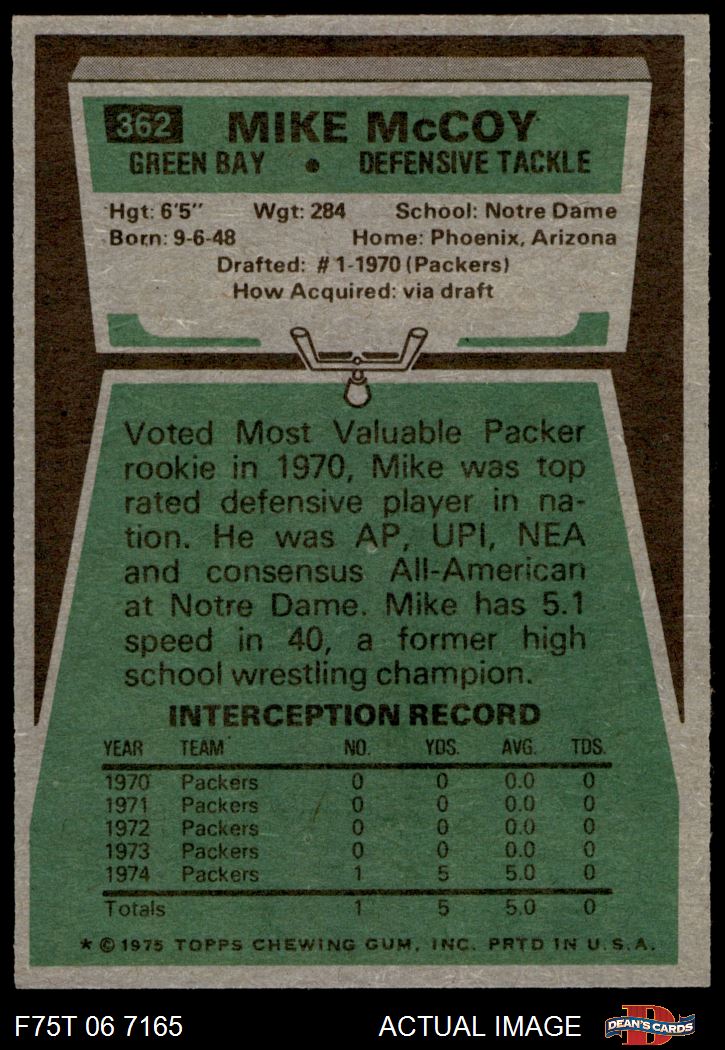 362 MIKE McCOY
GREEN BAY • DEFENSIVE TACKLE
Hgt: 6'5" Wgt: 284 School: Notre Dame
Born: 9-6-48 Home: Phoenix, Arizona
Drafted: #1-1970 (Packers)
How Acquired: via draft
Voted Most Valuable Packer
rookie in 1970, Mike was top
rated defensive player in na-
tion. He was AP, UPI, NEA
and consensus All-American
at Notre Dame. Mike has 5.1
speed in 40, a former high
school wrestling champion.
INTERCEPTION RECORD
YEAR TEAM NO. YDS. AVG. TDS.
1970 Packers 0 0 0.0 0
1971 Packers 0 0 0.0 0
1972 Packers 0 0 0.0 0
1973 Packers 0 0 0.0 0
1974 Packers 1 5 5.0 0
Totals 1 5 5.0 0
* © 1975 TOPPS CHEWING GUM, INC. PRTD IN U.S.A.
F75T 06 7165 ACTUAL IMAGE DEAN'S CARDS